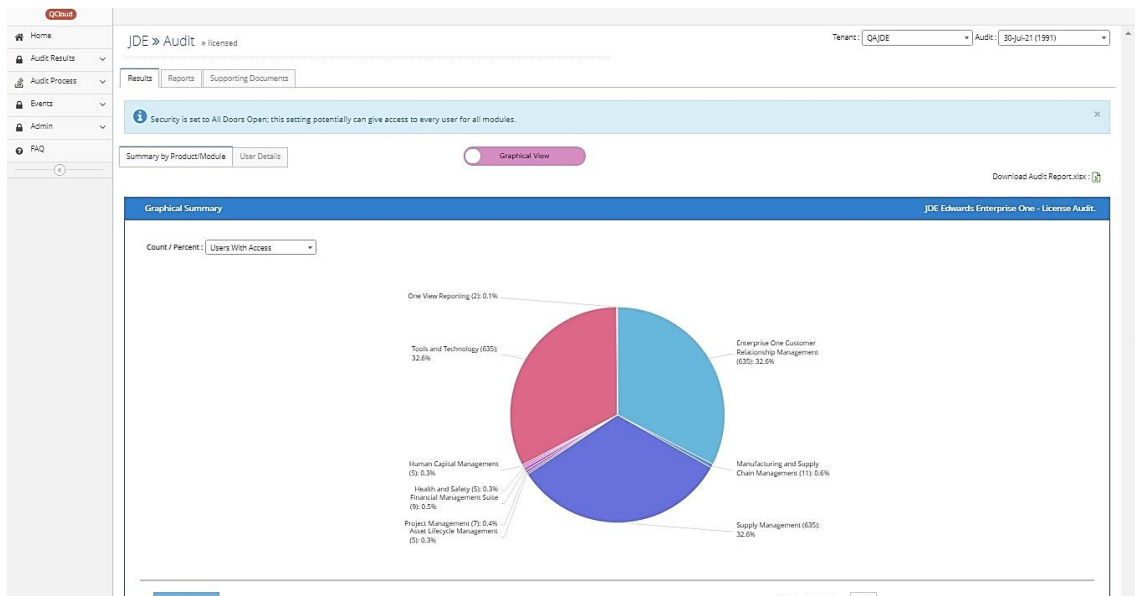 QCloud
Home
Audit Results
Audit Process
Events
Admin
FAQ
JDE » Audit » licensed
Tenant : QAJDE
Audit : 30-Jul-21 (1991)
Results
Reports
Supporting Documents
Security is set to All Doors Open; this setting potentially can give access to every user for all modules.
×
Summary by Product/Module
User Details
Graphical View
Download Audit Report.xlsx :
Graphical Summary
JDE Edwards Enterprise One - License Audit.
Count / Percent : Users With Access
One View Reporting (2): 0.1%
Tools and Technology (635):
32.6%
Enterprise One Customer
Relationship Management
(635): 32.6%
Human Capital Management
(5): 0.3%
Health and Safety (5): 0.3%
Financial Management Suite
(9): 0.5%
Project Management (7): 0.4%
Asset Lifecycle Management
(5): 0.3%
Manufacturing and Supply
Chain Management (11): 0.6%
Supply Management (635):
32.6%